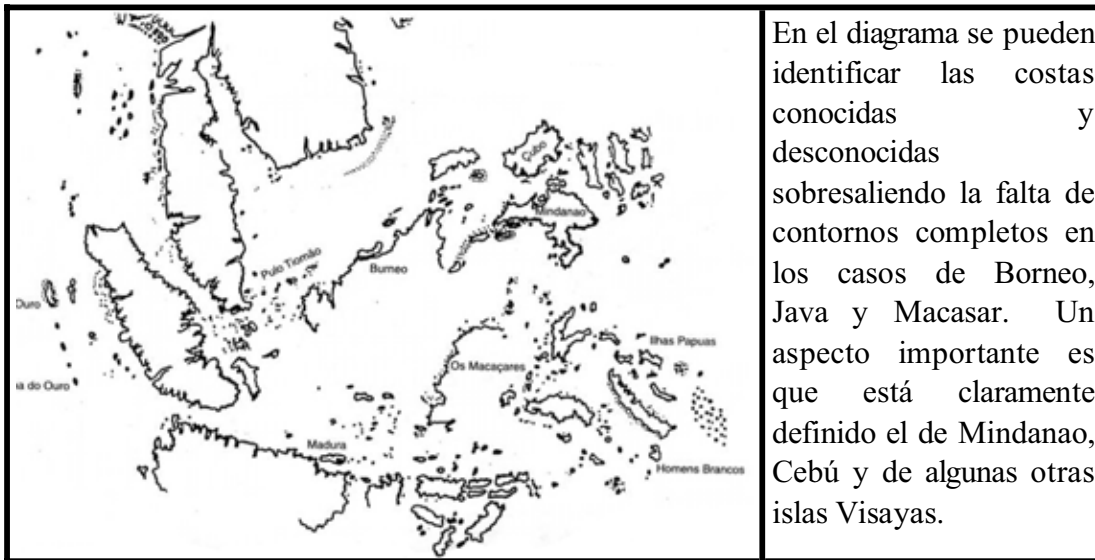 En el diagrama se pueden
identificar las costas
conocidas y
desconocidas
sobresaliendo la falta de
contornos completos en
los casos de Borneo,
Java y Macasar. Un
aspecto importante es
que está claramente
definido el de Mindanao,
Cebú y de algunas otras
islas Visayas.
Çubo
Mindanao
Pulo Tiomão
Burneo
Ouro
Ilhas Papuas
Os Macaçares
a do Ouro
Madura
Homens Brancos